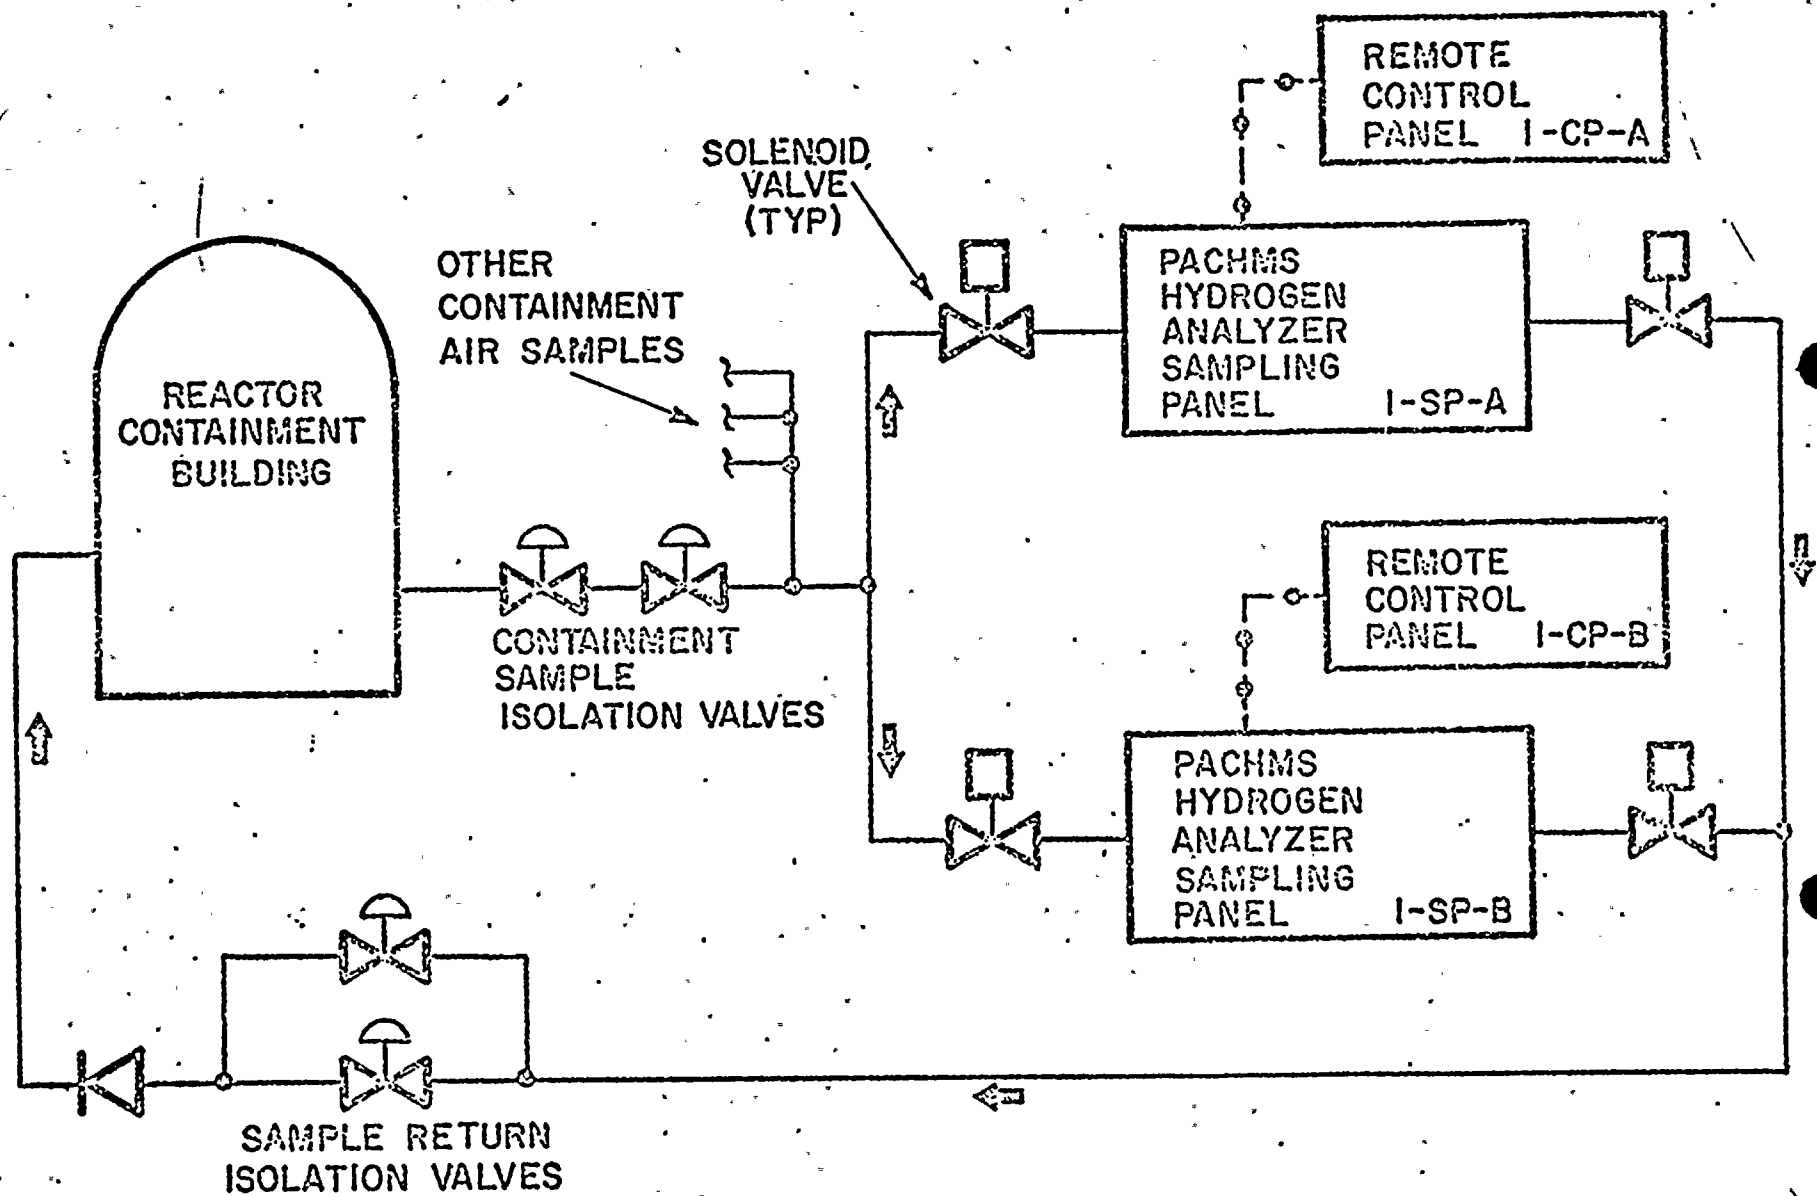 REMOTE
CONTROL
PANEL 1-CP-A
SOLENOID
VALVE
(TYP)
OTHER
CONTAINMENT
AIR SAMPLES
PACHMS
HYDROGEN
ANALYZER
SAMPLING
PANEL 1-SP-A
REACTOR
CONTAINMENT
BUILDING
REMOTE
CONTROL
PANEL 1-CP-B
CONTAINMENT
SAMPLE
ISOLATION VALVES
PACHMS
HYDROGEN
ANALYZER
SAMPLING
PANEL 1-SP-B
SAMPLE RETURN
ISOLATION VALVES